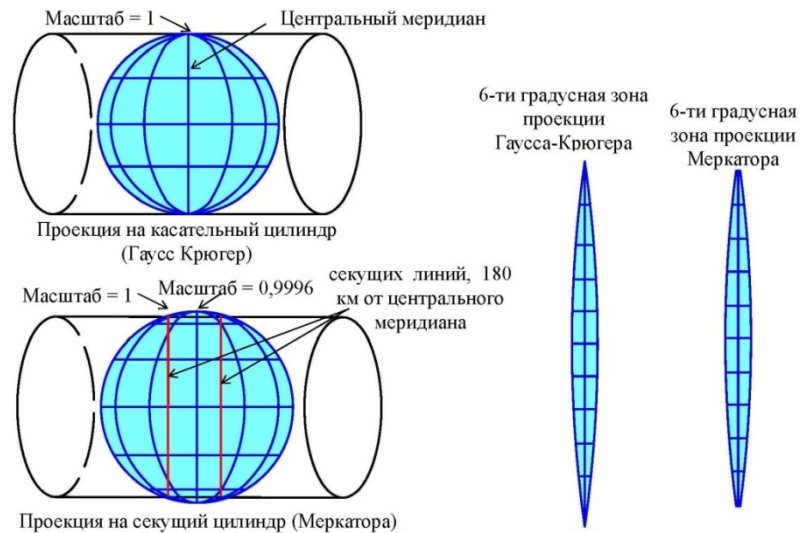 Масштаб = 1
Центральный меридиан
Проекция на касательный цилиндр
(Гаусс Крюгер)
Масштаб = 1
Масштаб = 0,9996
секущих линий, 180
км от центрального
меридиана
Проекция на секущий цилиндр (Меркатора)
6-ти градусная зона
проекции
Гаусса-Крюгера
6-ти градусная
зона проекции
Меркатора